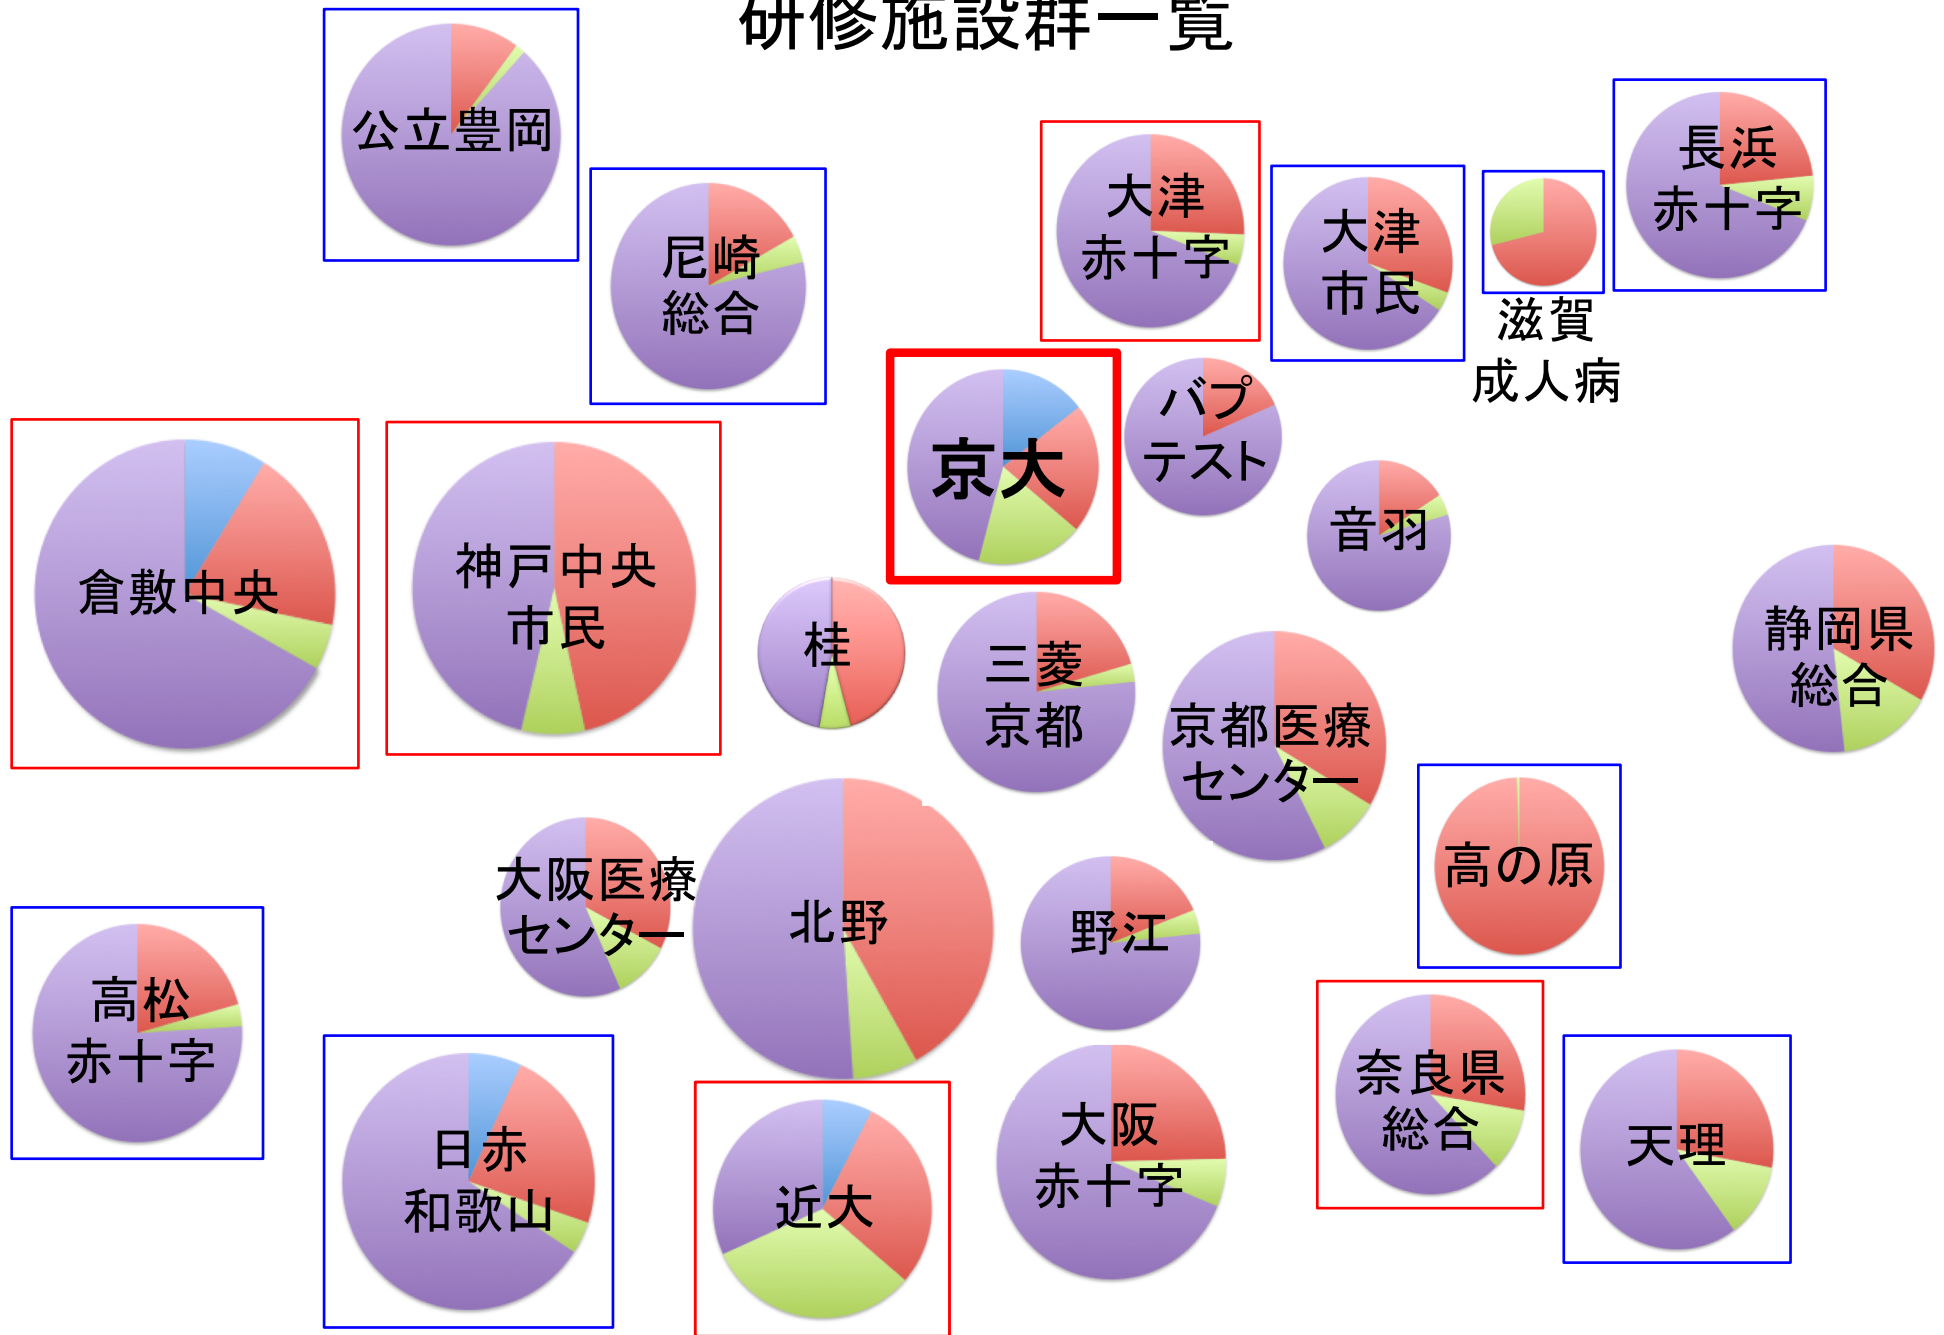 研修施設群一覧
公立豊岡
尼崎
総合
大津
赤十字
大津
市民
滋賀
成人病
長浜
赤十字
京大
バプ
テスト
音羽
倉敷中央
神戸中央
市民
桂
三菱
京都
京都医療
センター
静岡県
総合
大阪医療
センター
北野
野江
高の原
高松
赤十字
日赤
和歌山
近大
大阪
赤十字
奈良県
総合
天理